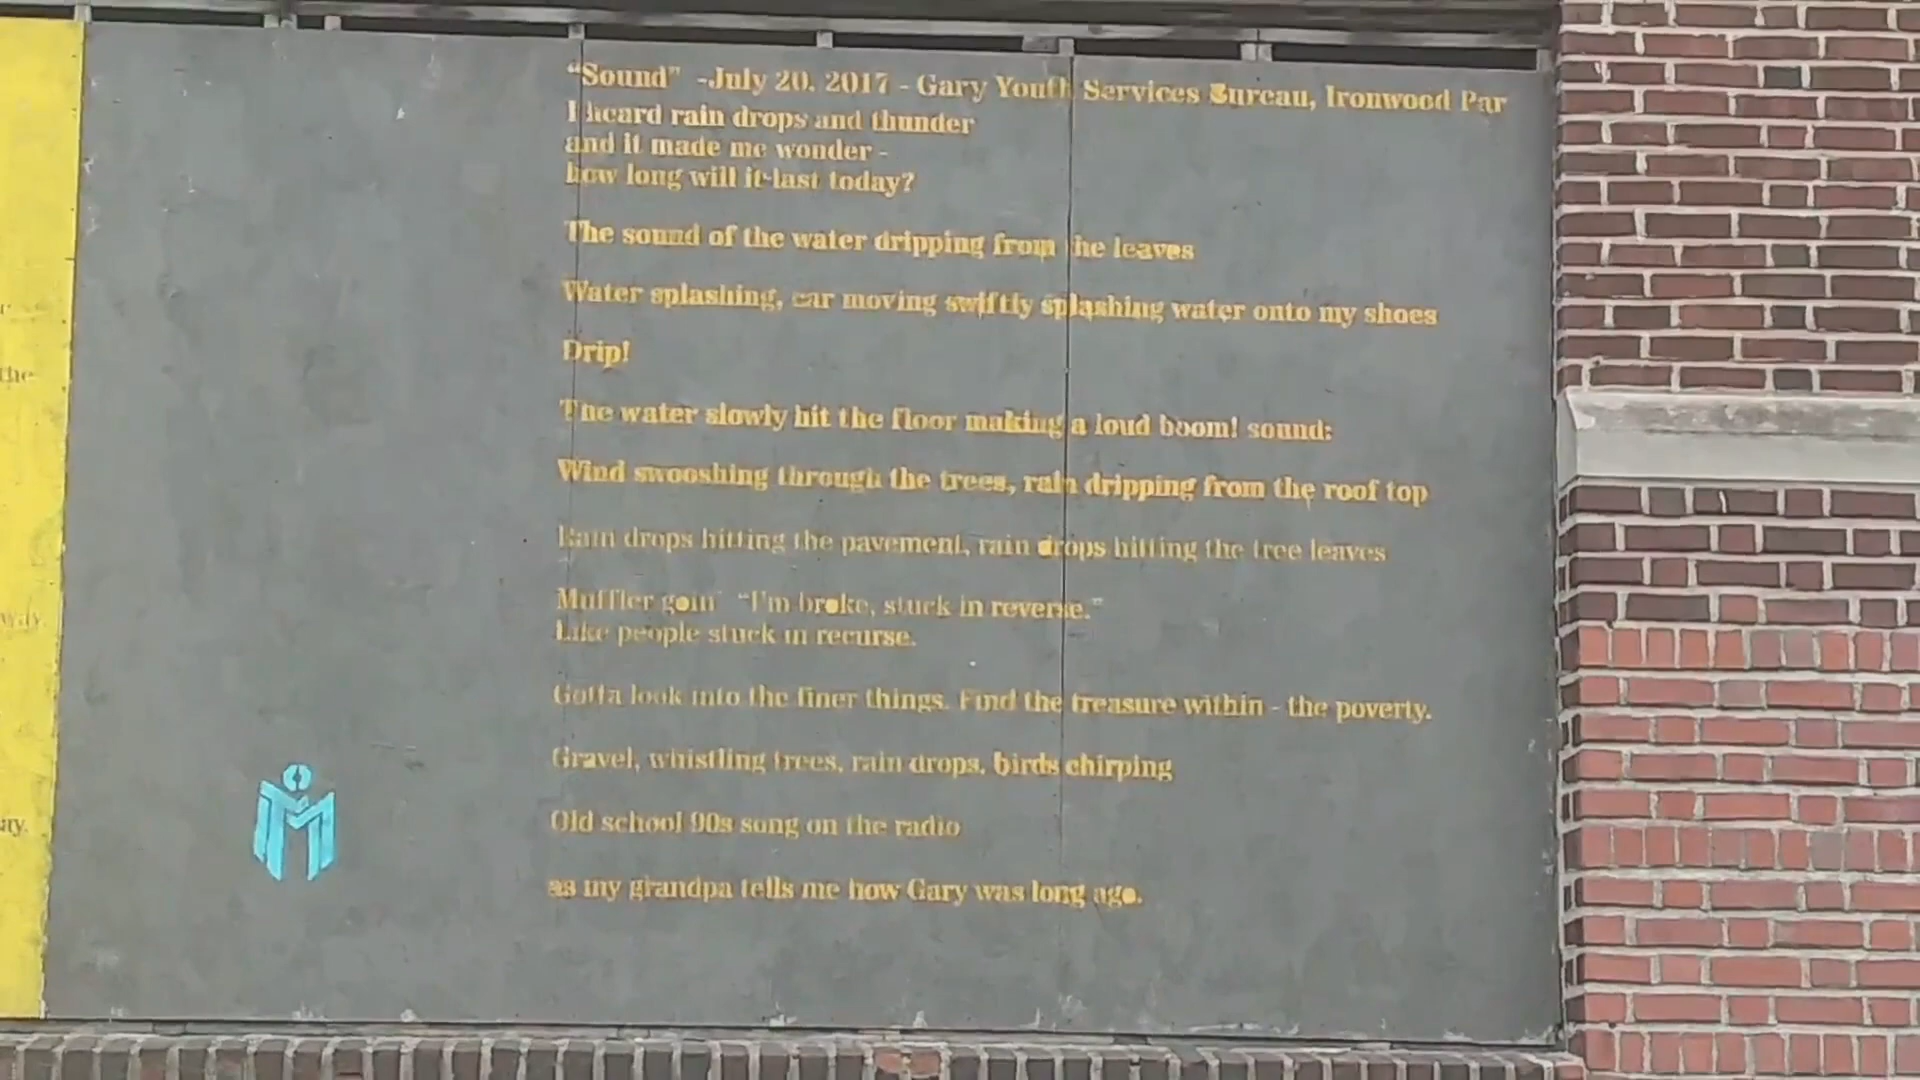 “Sound” -July 20, 2017 - Gary Youth Services Bureau, Ironwood Par
I heard rain drops and thunder
and it made me wonder -
how long will it last today?
The sound of the water dripping from the leaves
Water splashing, car moving swiftly splashing water onto my shoes
Drip!
The water slowly hit the floor making a loud boom! sound:
Wind swooshing through the trees, rain dripping from the roof top
Rain drops hitting the pavement, rain drops hitting the tree leaves
Muffler goin' “I'm broke, stuck in reverse.”
Like people stuck in recurse.
Gotta look into the finer things. Find the treasure within - the poverty.
Gravel, whistling trees, rain drops, birds chirping
Old school 90s song on the radio
as my grandpa tells me how Gary was long ago.
the
way